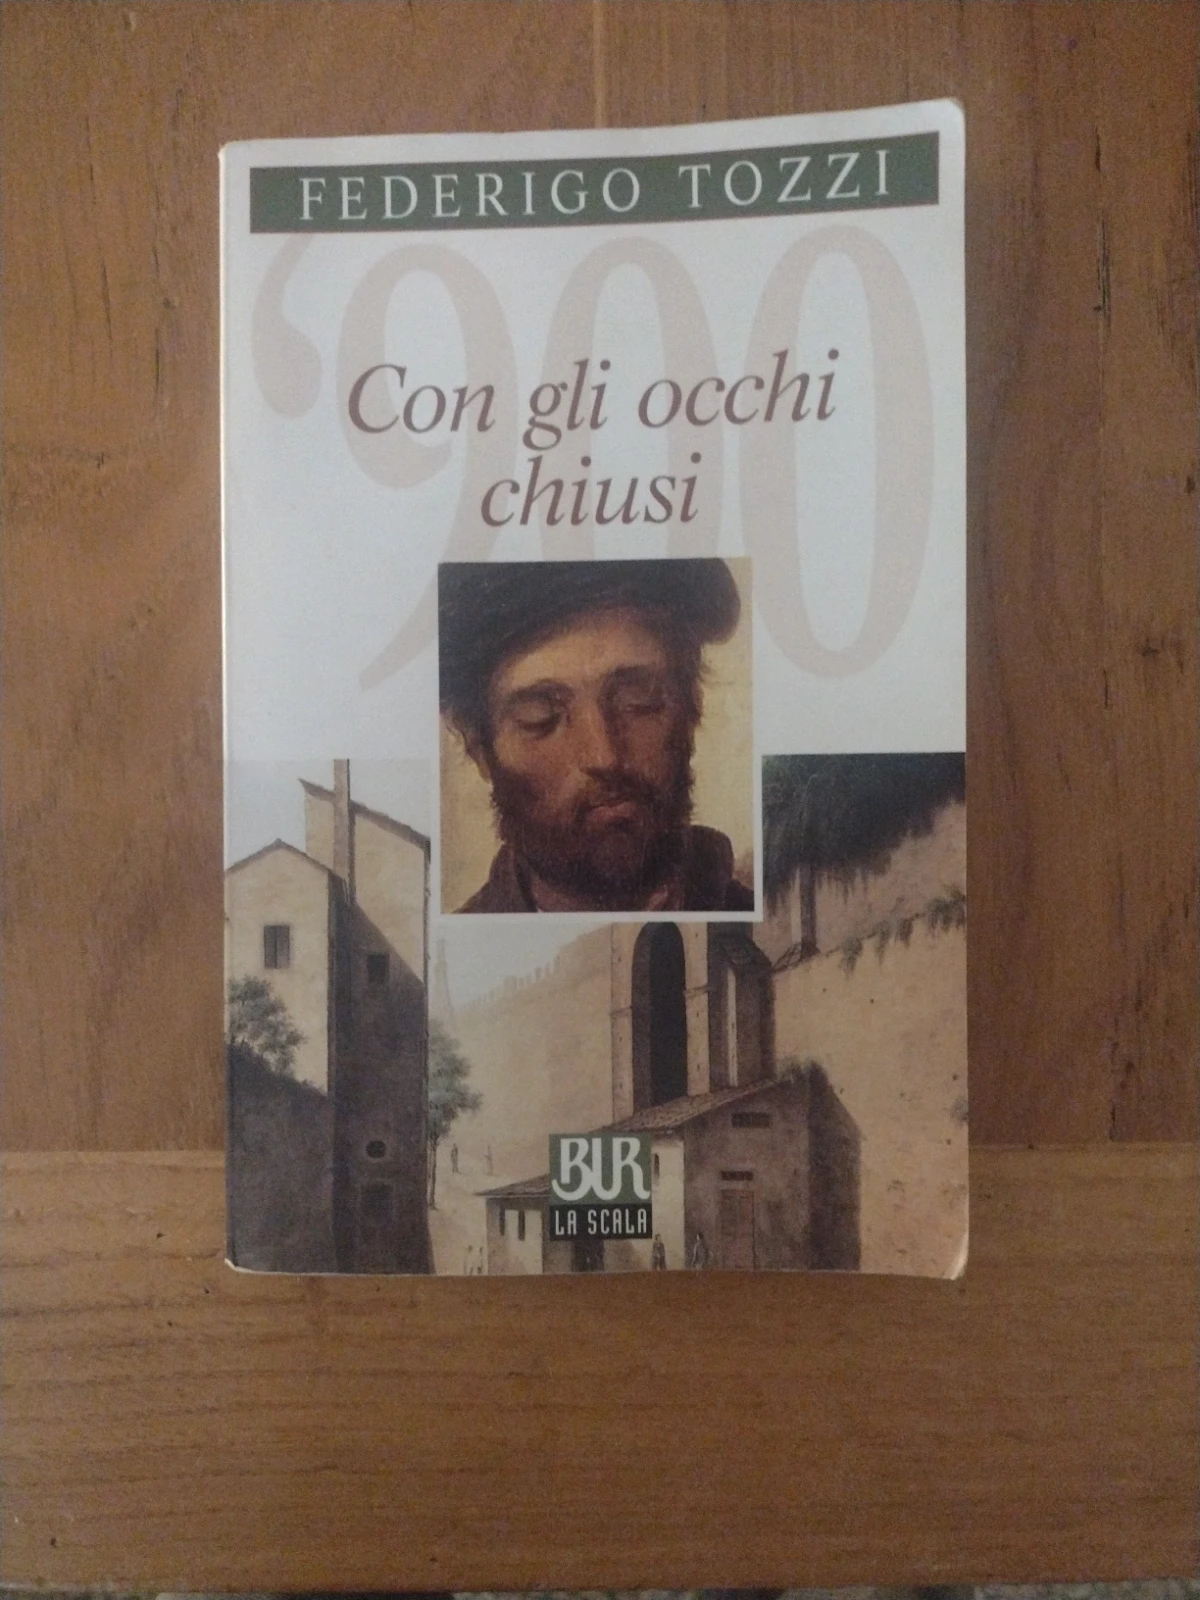 FEDERIGO TOZZI
‘900
Con gli occhi
chiusi
BUR
LA SCALA